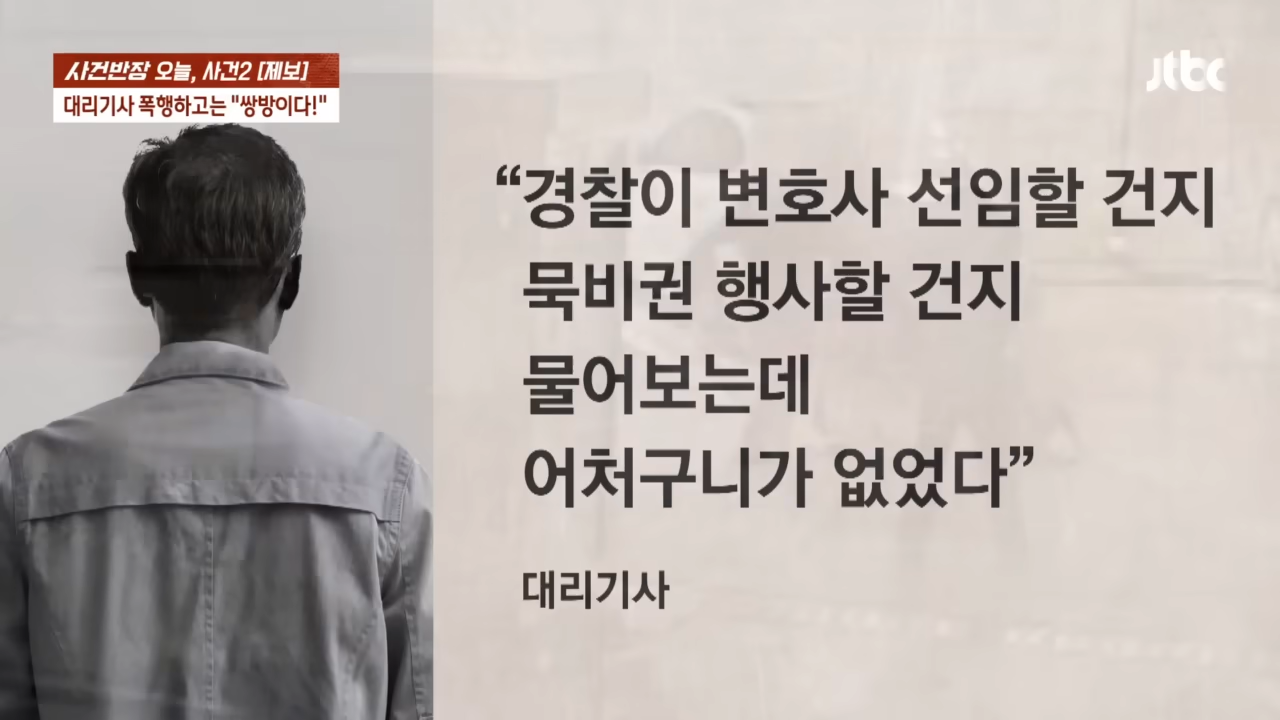 사건반장 오늘, 사건2 [제보]
대리기사 폭행하고는 "쌍방이다!"
jtbc
“경찰이 변호사 선임할 건지
묵비권 행사할 건지
물어보는데
어처구니가 없었다”
대리기사